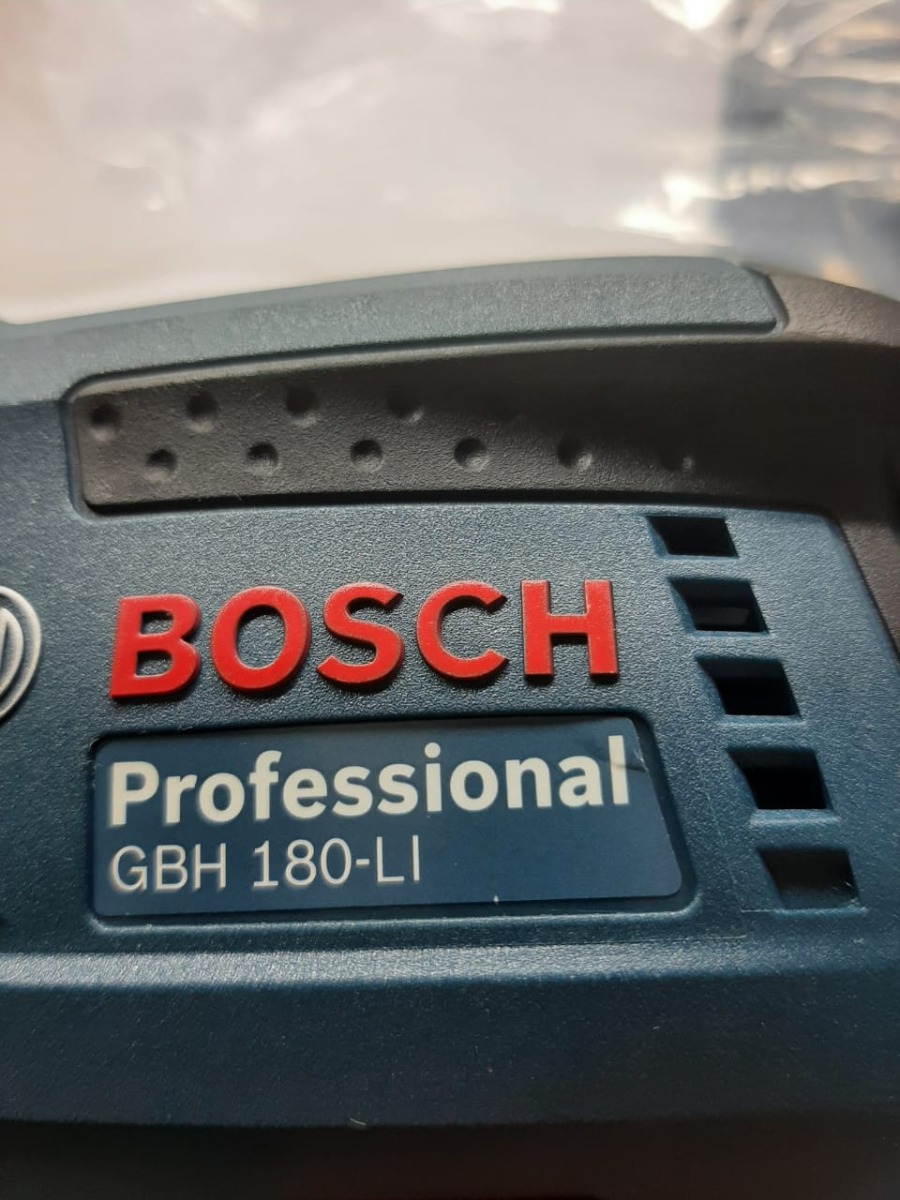 BOSCH
Professional
GBH 180-LI